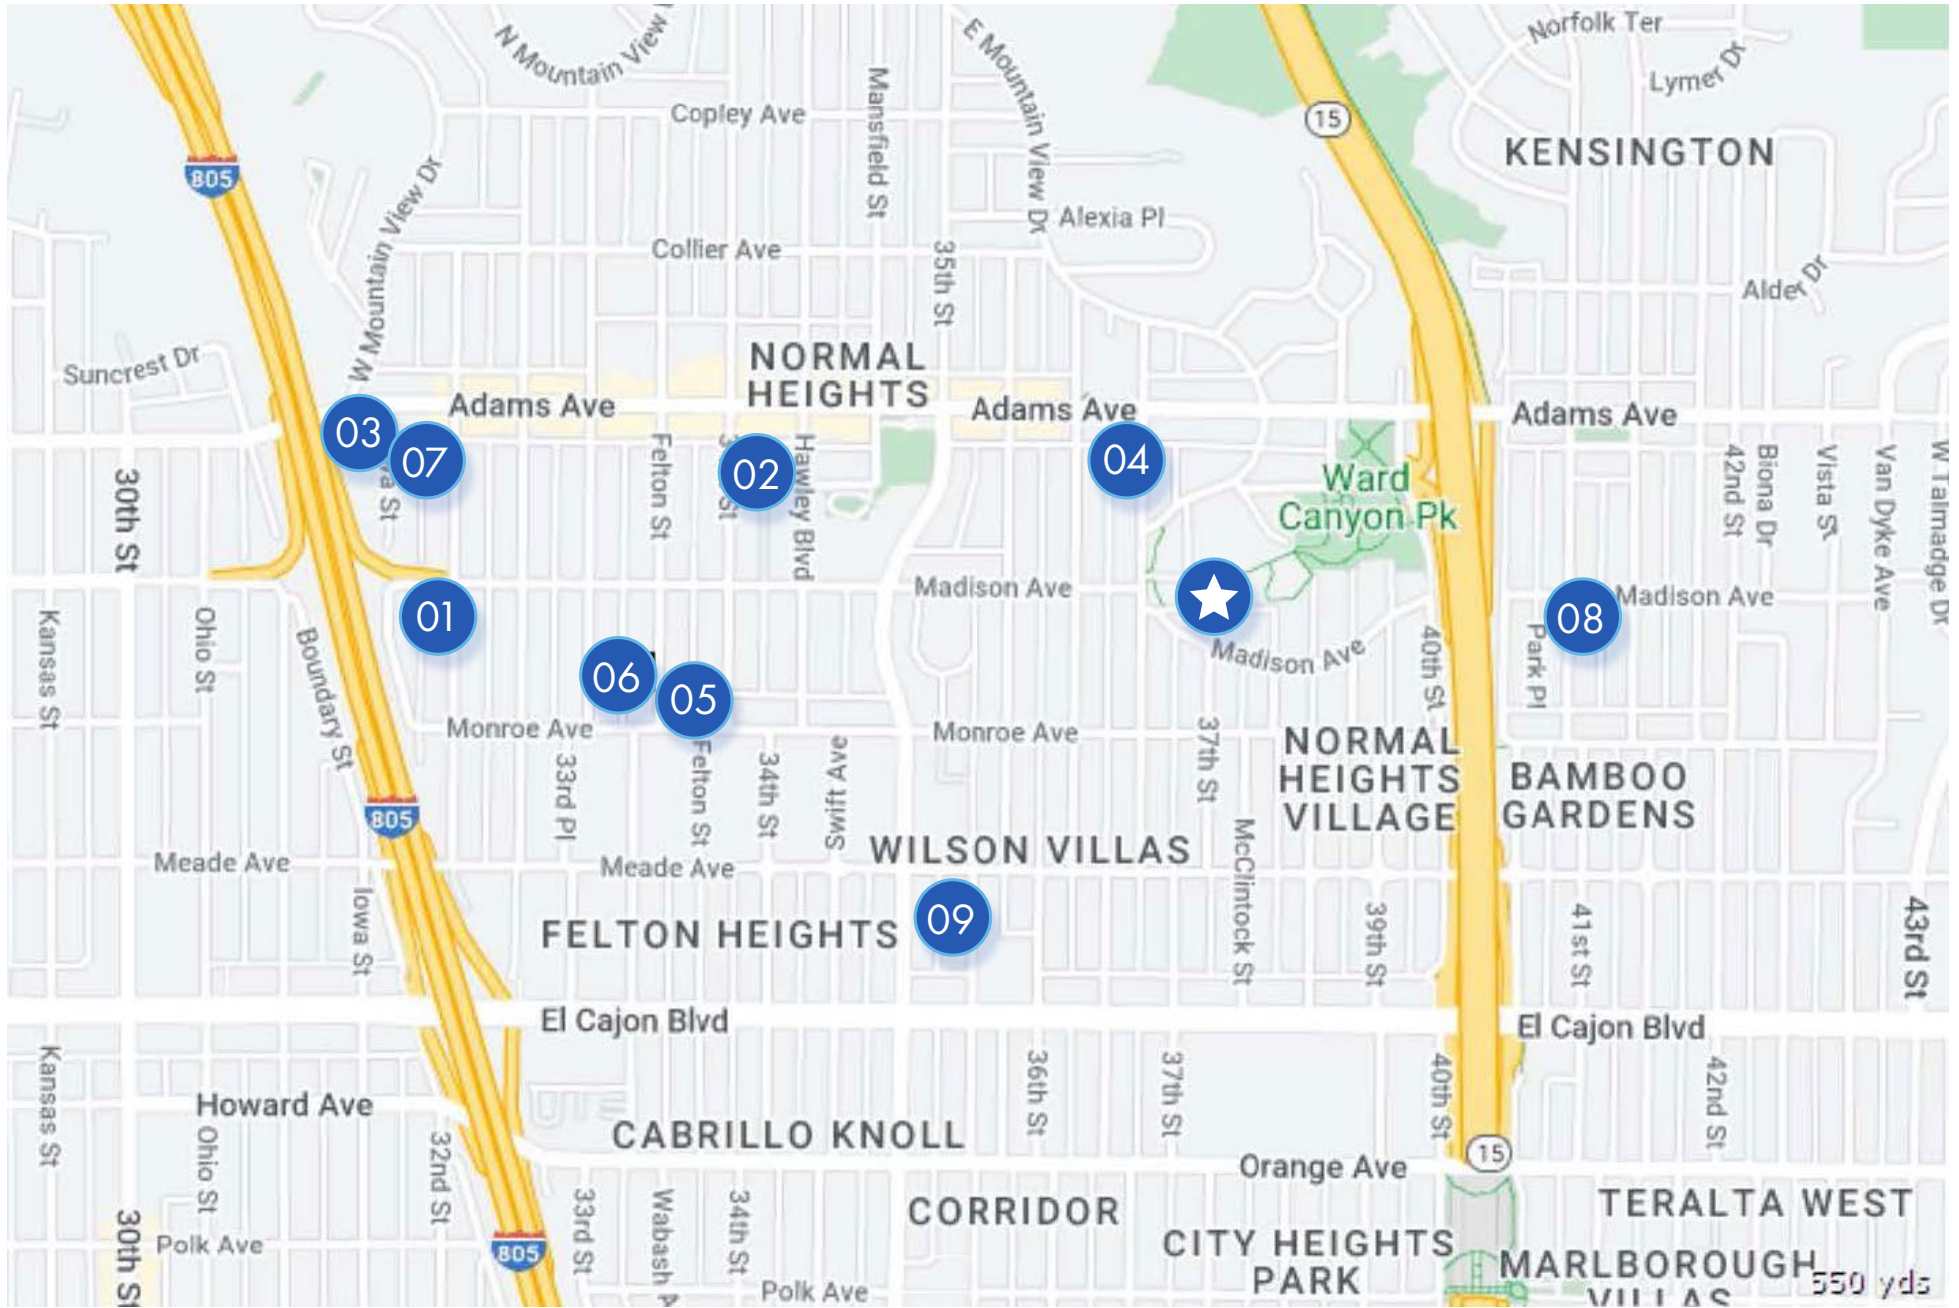 Norfolk Ter
N Mountain View
E Mountain View Dr
Lymer Dr
Mansfield St
Copley Ave
15
KENSINGTON
805
W Mountain View Dr
Alexia Pl
Collier Ave
35th St
Alder Dr
Suncrest Dr
NORMAL
HEIGHTS
Adams Ave
Adams Ave
Adams Ave
03
07
02
04
30th St
Felton St
Hawley Blvd
Ward
Canyon Pk
42nd St
Biona Dr
Vista St
Van Dyke Ave
W Talmadge Dr
Madison Ave
Madison Ave
01
08
Kansas St
Ohio St
Boundary St
06
05
Madison Ave
40th St
Park Pl
Monroe Ave
Monroe Ave
37th St
NORMAL
HEIGHTS
VILLAGE
BAMBOO
GARDENS
33rd Pl
Felton St
34th St
Swift Ave
805
WILSON VILLAS
McClintock St
Meade Ave
Meade Ave
Iowa St
FELTON HEIGHTS
09
39th St
41st St
43rd St
El Cajon Blvd
El Cajon Blvd
Kansas St
36th St
37th St
40th St
42nd St
Howard Ave
Ohio St
32nd St
CABRILLO KNOLL
15
Orange Ave
33rd St
Wabash A
34th St
CORRIDOR
TERALTA WEST
30th St
Polk Ave
805
CITY HEIGHTS
PARK
MARLBOROUGH
VILLAS
Polk Ave
550 yds